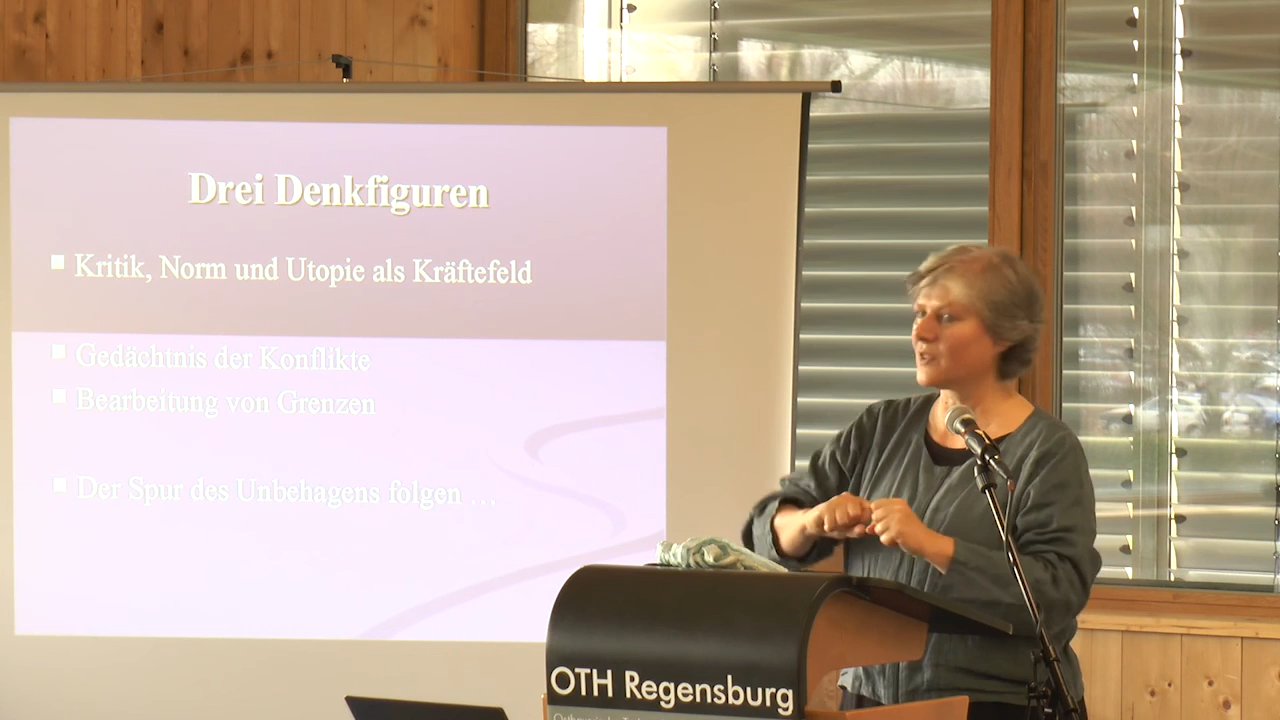 Drei Denkfiguren
Kritik, Norm und Utopie als Kräftefeld
Gedächtnis der Konflikte
Bearbeitung von Grenzen
Der Spur des Unbehagens folgen ...
OTH Regensburg